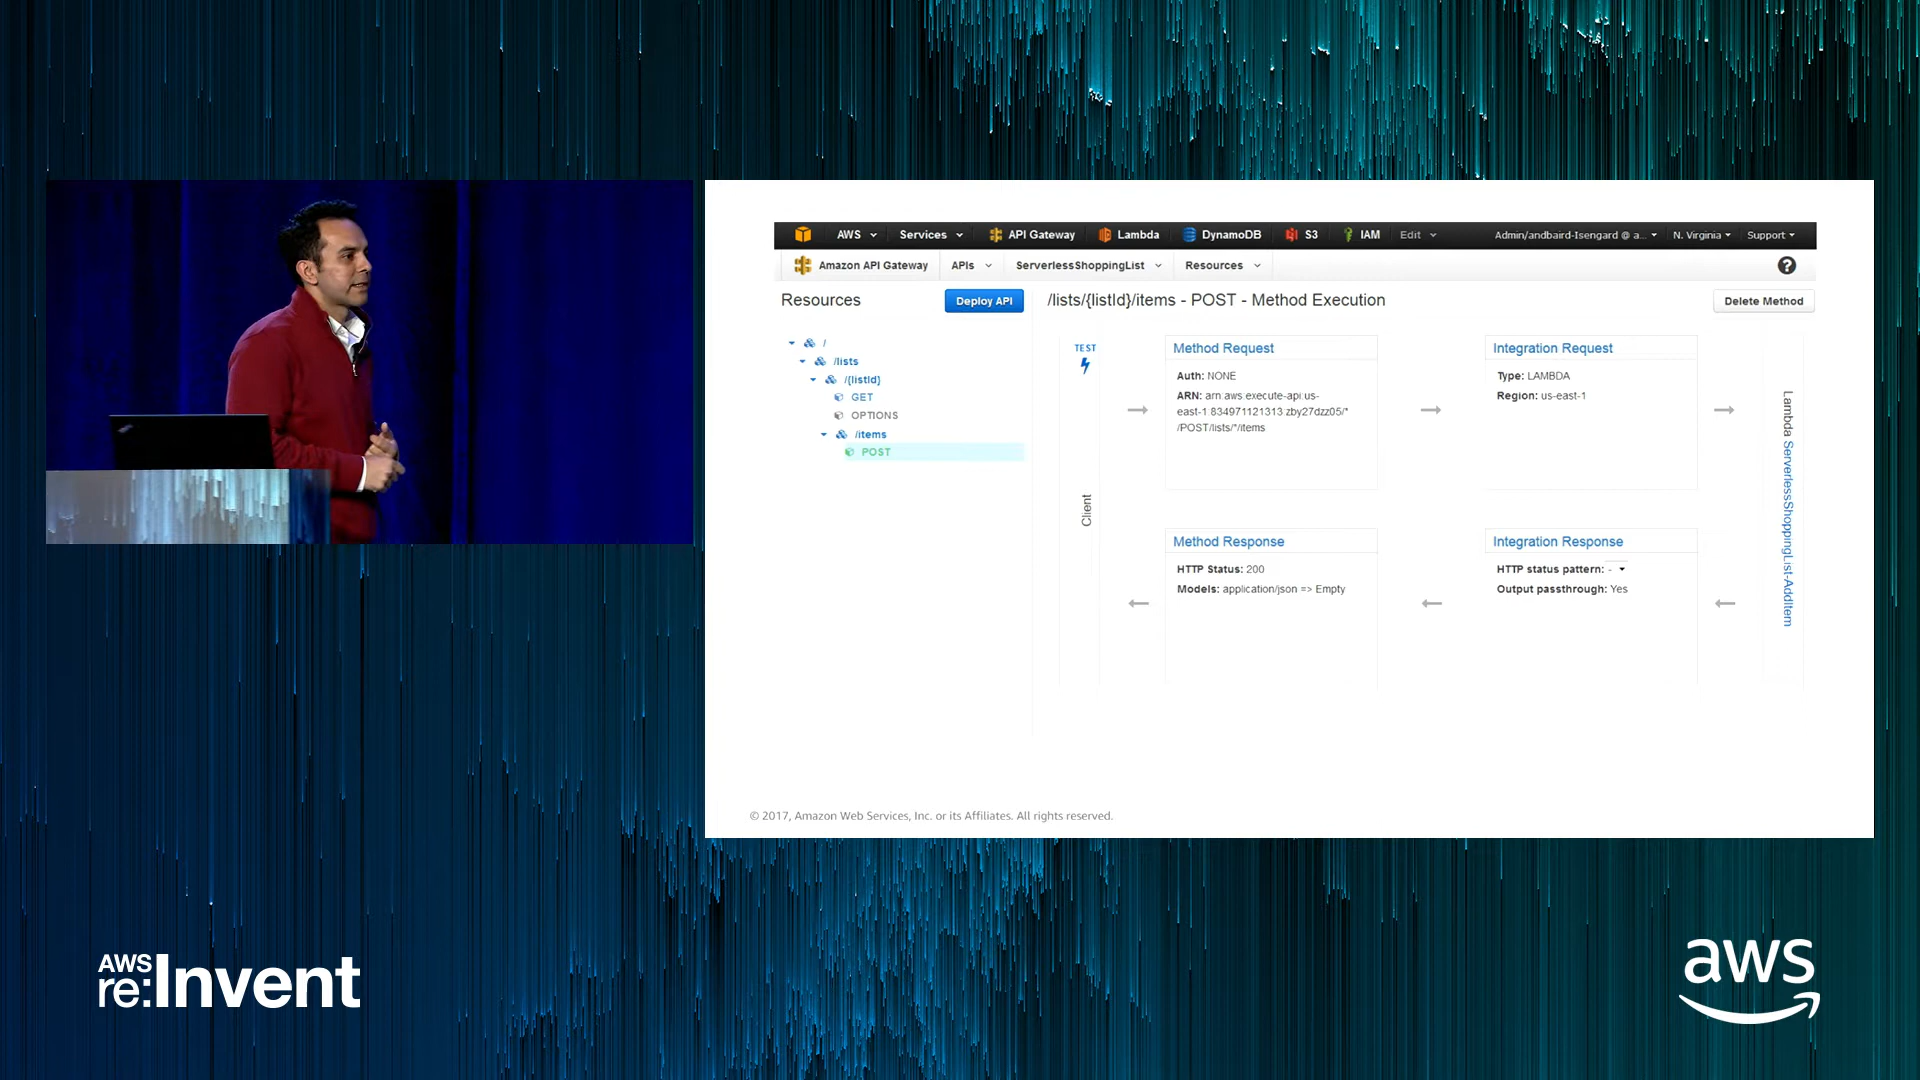 AWS
Services
API Gateway
Lambda
DynamoDB
S3
IAM
Edit
Admin/andbaird-Isengard @ a...
N. Virginia
Support
Amazon API Gateway
APIs
ServerlessShoppingList
Resources
?
Resources
Deploy API
/lists/{listId}/items - POST - Method Execution
Delete Method
/
/lists
/{listId}
GET
OPTIONS
/items
POST
TEST
Client
Method Request
Auth: NONE
ARN: arn:aws:execute-api:us-
east-1:834971121313:zby27dzz05/*
/POST/lists/*/items
Integration Request
Type: LAMBDA
Region: us-east-1
Lambda ServerlessShoppingList-AddItem
Method Response
HTTP Status: 200
Models: application/json => Empty
Integration Response
HTTP status pattern: -
Output passthrough: Yes
© 2017, Amazon Web Services, Inc. or its Affiliates. All rights reserved.
AWS
re:Invent
aws